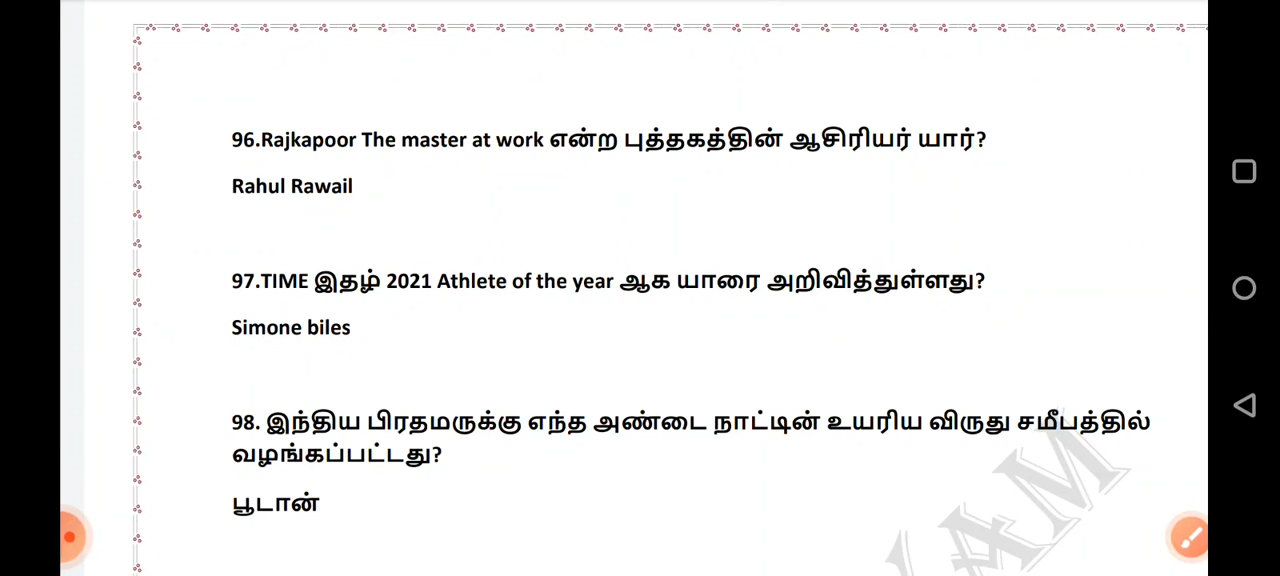 96.Rajkapoor The master at work என்ற புத்தகத்தின் ஆசிரியர் யார்?
Rahul Rawail
97.TIME இதழ் 2021 Athlete of the year ஆக யாரை அறிவித்துள்ளது?
Simone biles
98. இந்திய பிரதமருக்கு எந்த அண்டை நாட்டின் உயரிய விருது சமீபத்தில்
வழங்கப்பட்டது?
பூடான்